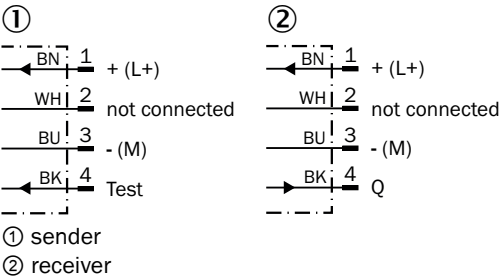 ① ②
BN 1 + (L+) BN 1 + (L+)
WH 2 not connected WH 2 not connected
BU 3 - (M) BU 3 - (M)
BK 4 Test BK 4 Q
① sender
② receiver